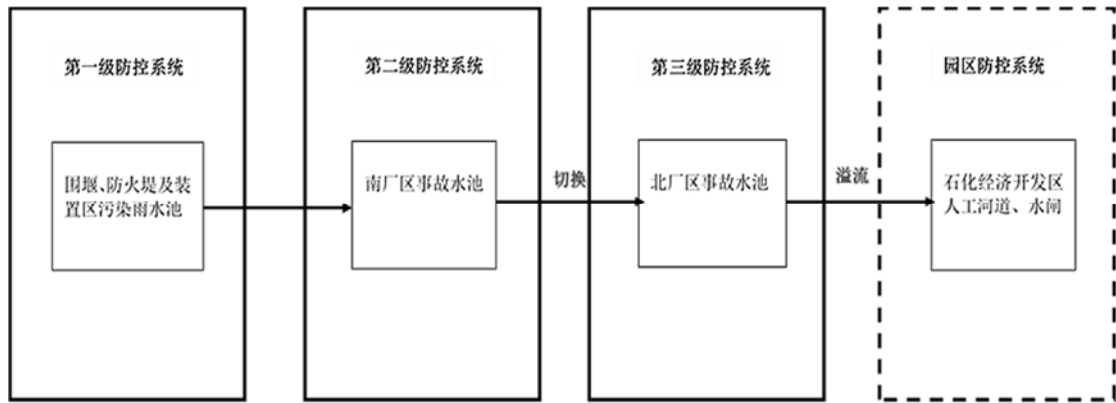 第一级防控系统
围堰、防火堤及装
置区污染雨水池
第二级防控系统
南厂区事故水池
切换
第三级防控系统
北厂区事故水池
溢流
园区防控系统
石化经济开发区
人工河道、水闸